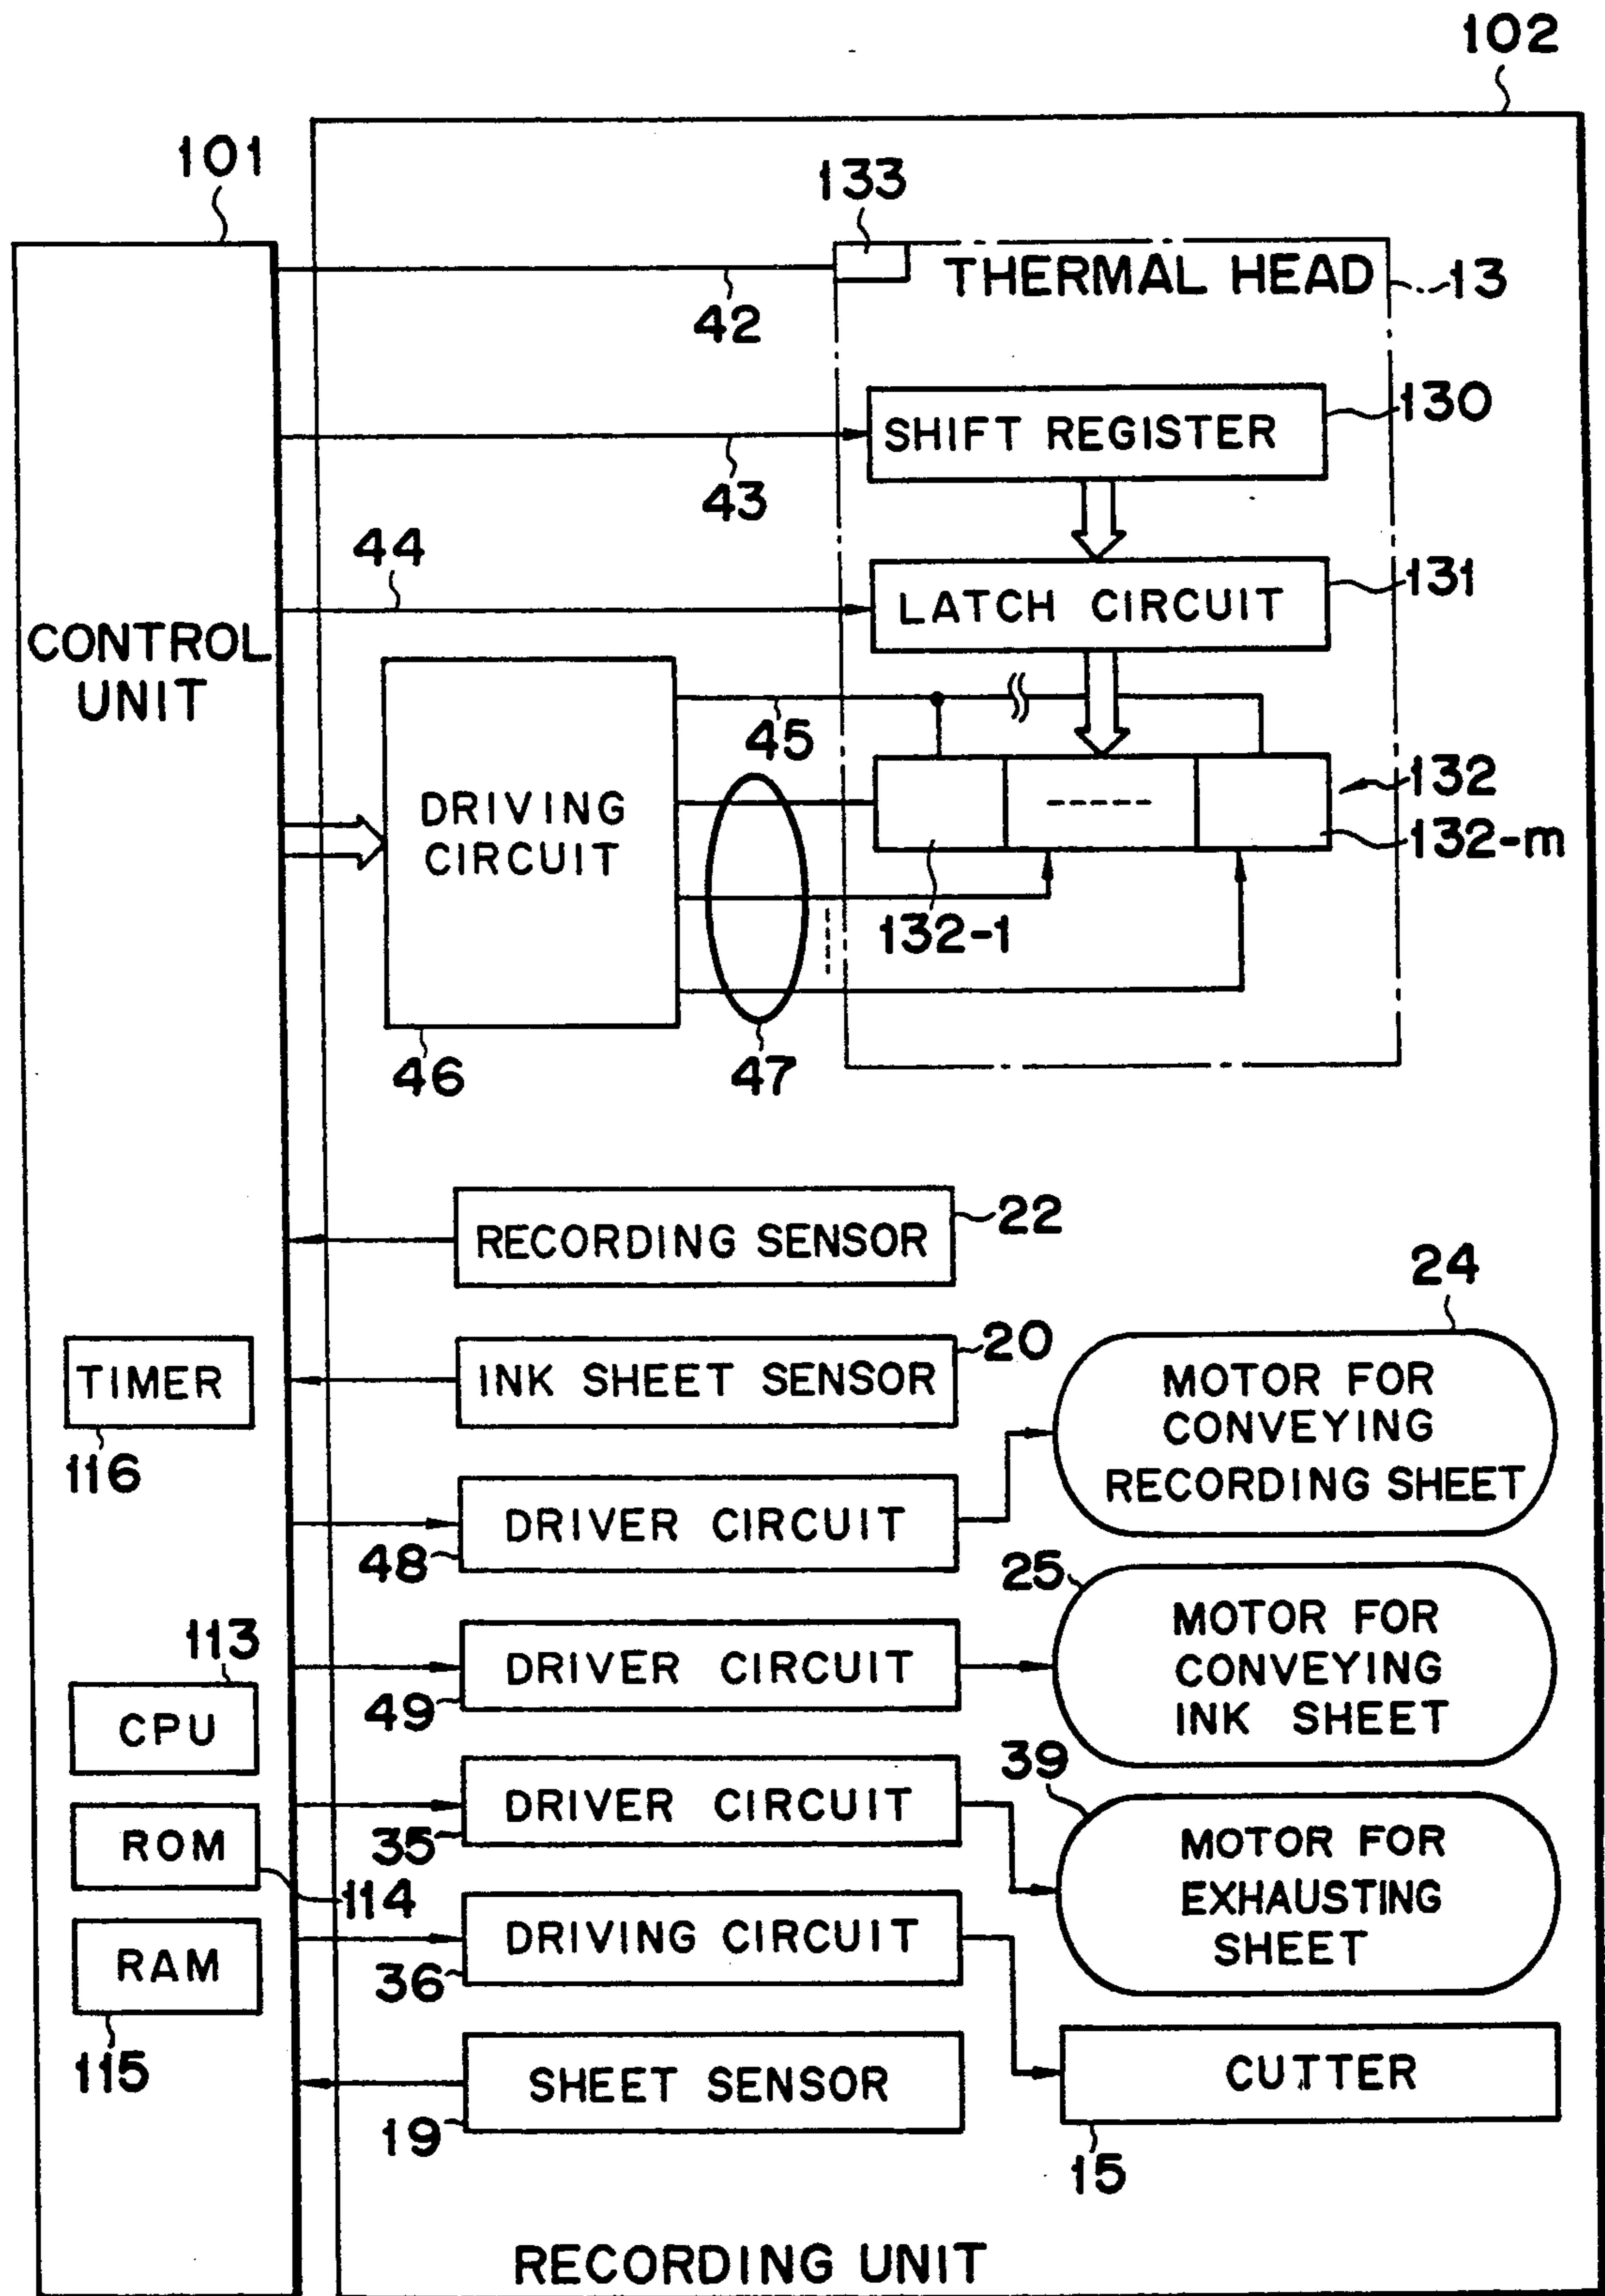 102
101
133
THERMAL HEAD
13
42
SHIFT REGISTER
130
43
44
LATCH CIRCUIT
131
CONTROL
UNIT
45
DRIVING
CIRCUIT
132
132-m
132-1
46
47
RECORDING SENSOR
22
24
TIMER
116
INK SHEET SENSOR
20
MOTOR FOR
CONVEYING
RECORDING SHEET
DRIVER CIRCUIT
48
25
113
CPU
DRIVER CIRCUIT
49
MOTOR FOR
CONVEYING
INK SHEET
39
ROM
114
DRIVER CIRCUIT
35
MOTOR FOR
EXHAUSTING
SHEET
RAM
115
DRIVING CIRCUIT
36
SHEET SENSOR
19
CUTTER
15
RECORDING UNIT